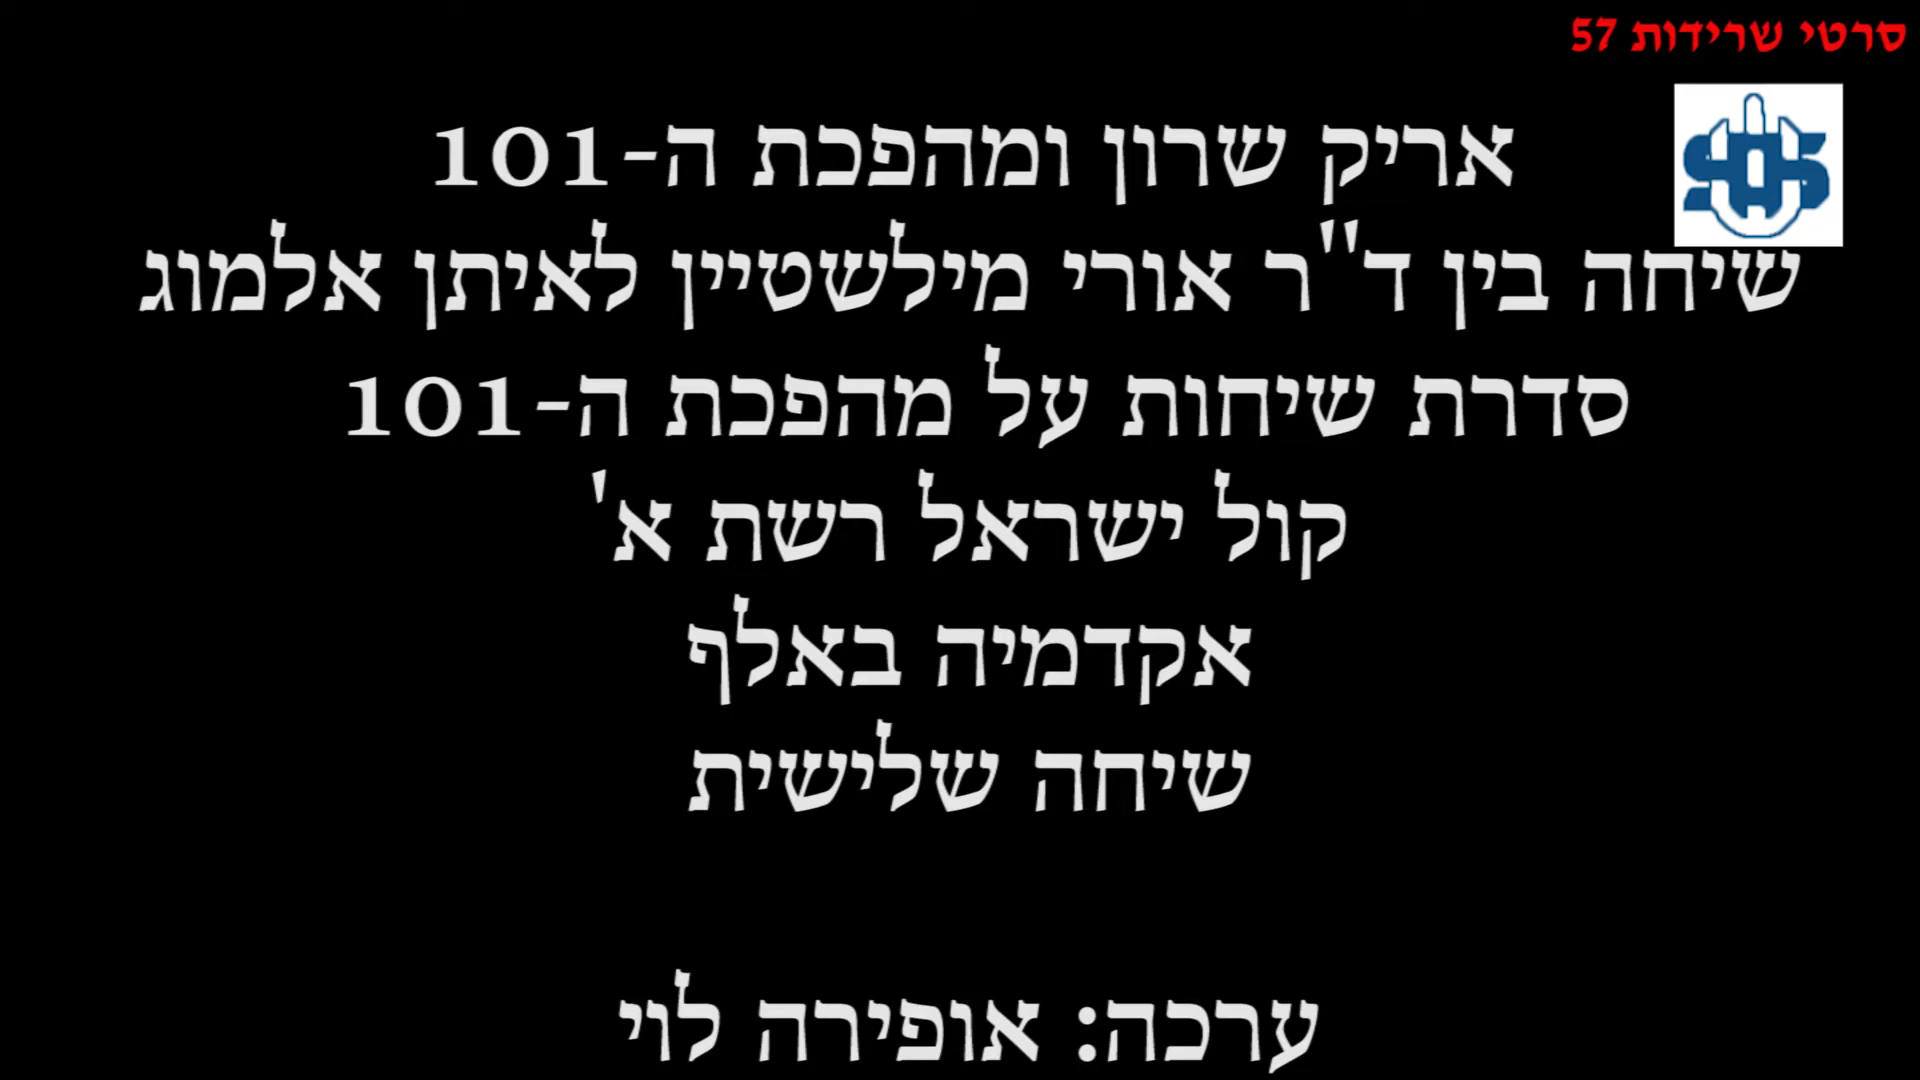 סרטי שרידות 57
אריק שרון ומהפכת ה-101
שיחה בין ד"ר אורי מילשטיין לאיתן אלמוג
סדרת שיחות על מהפכת ה-101
קול ישראל רשת א'
אקדמיה באלף
שיחה שלישית
ערכה: אופירה לוי